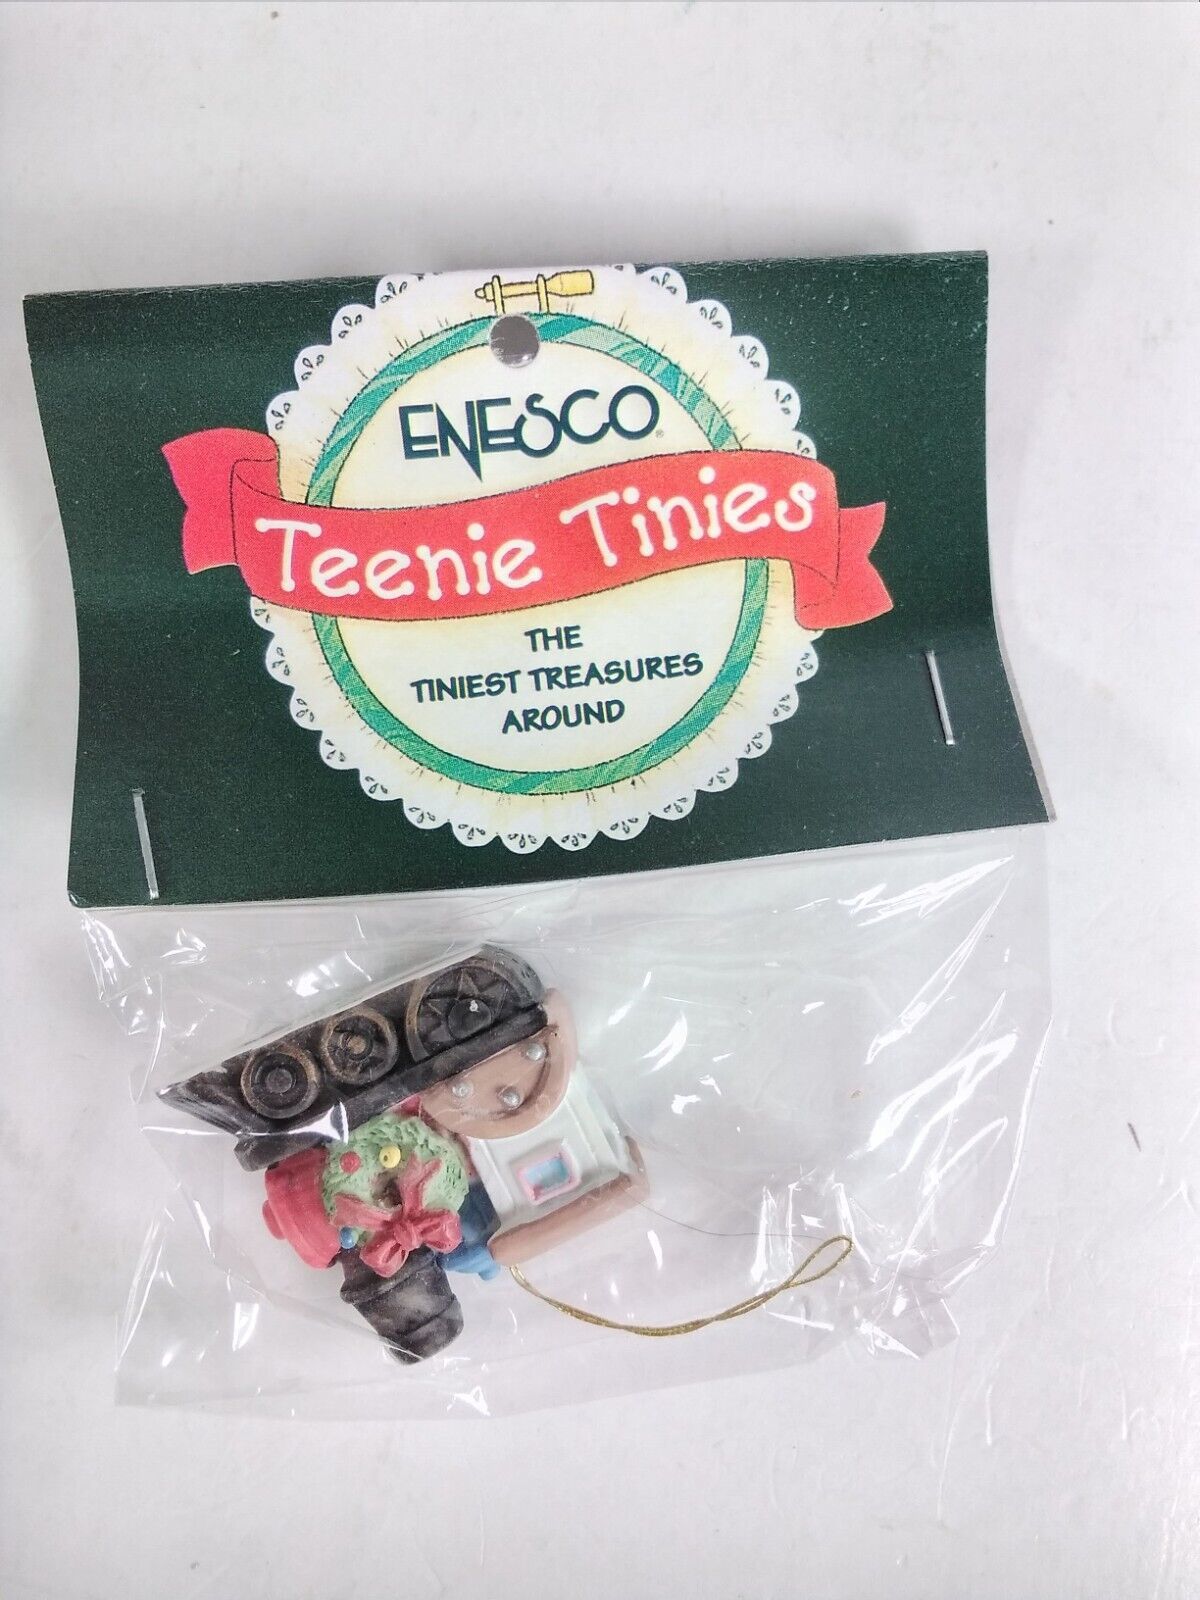 ENESCO®
Teenie Tinies
THE
TINIEST TREASURES
AROUND